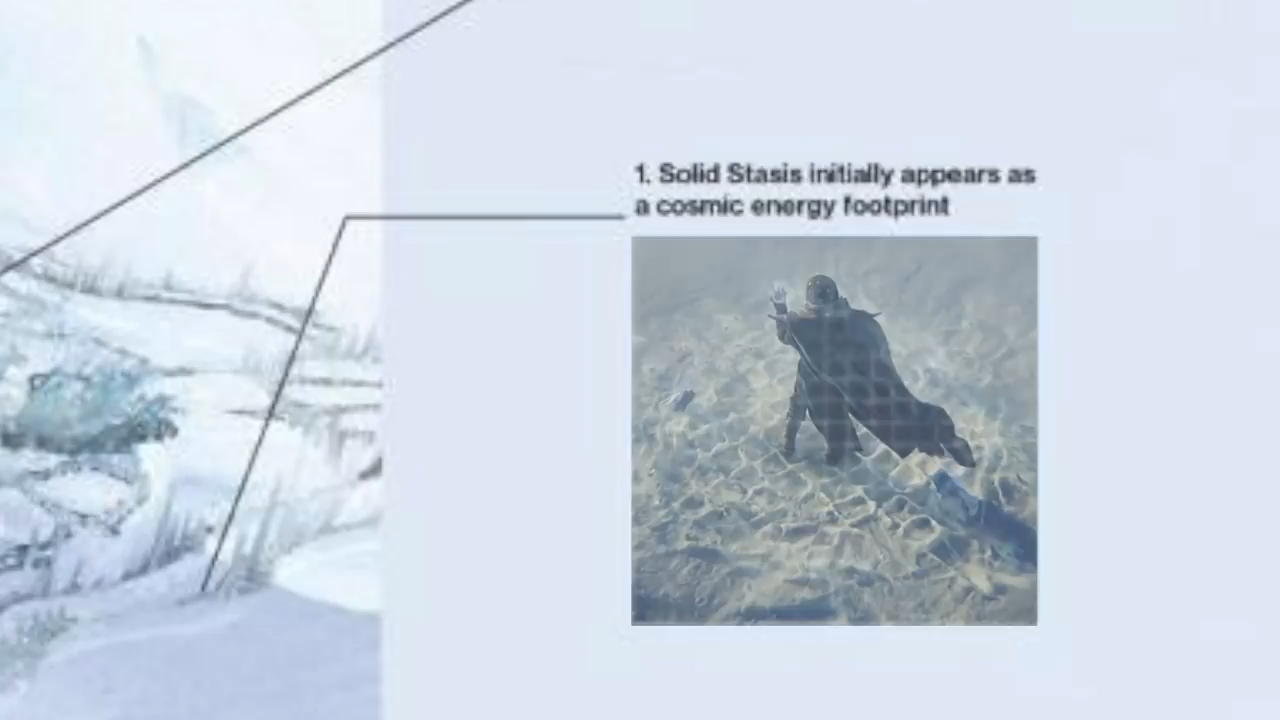 1. Solid Stasis initially appears as
a cosmic energy footprint